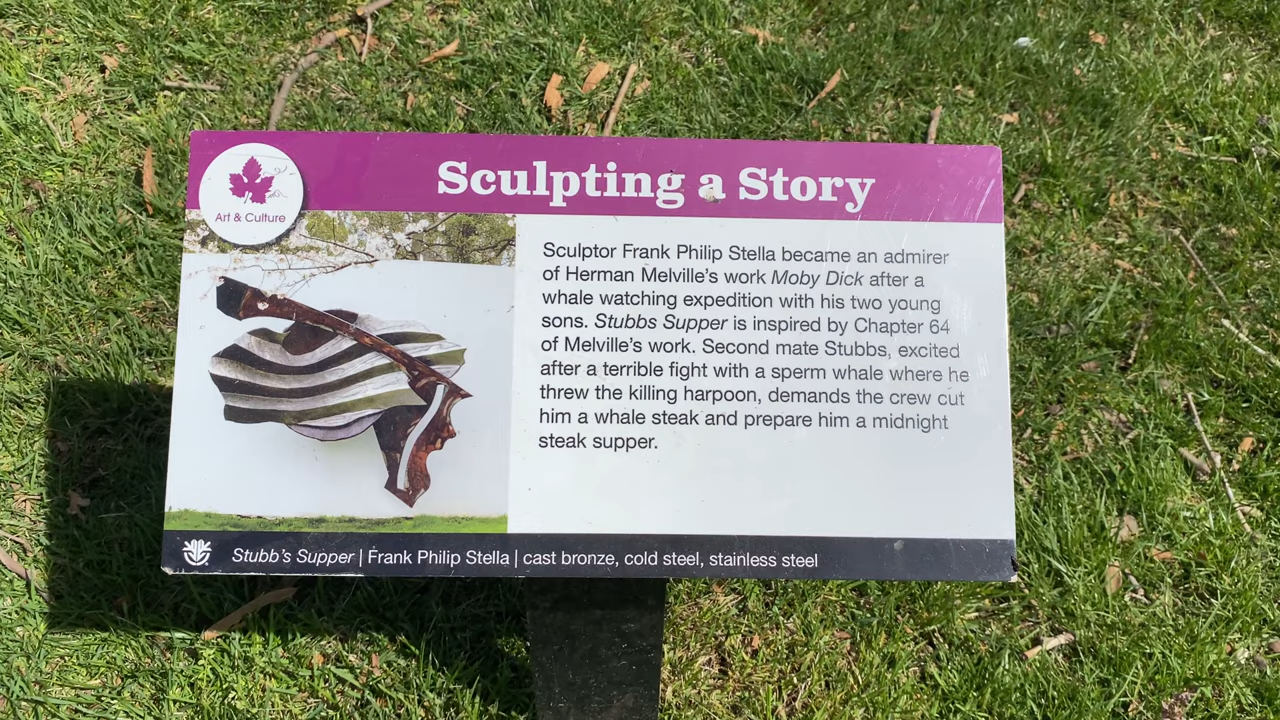 Sculpting a Story
Art & Culture
Sculptor Frank Philip Stella became an admirer
of Herman Melville's work Moby Dick after a
whale watching expedition with his two young
sons. Stubbs Supper is inspired by Chapter 64
of Melville's work. Second mate Stubbs, excited
after a terrible fight with a sperm whale where he
threw the killing harpoon, demands the crew cut
him a whale steak and prepare him a midnight
steak supper.
Stubb's Supper | Frank Philip Stella | cast bronze, cold steel, stainless steel